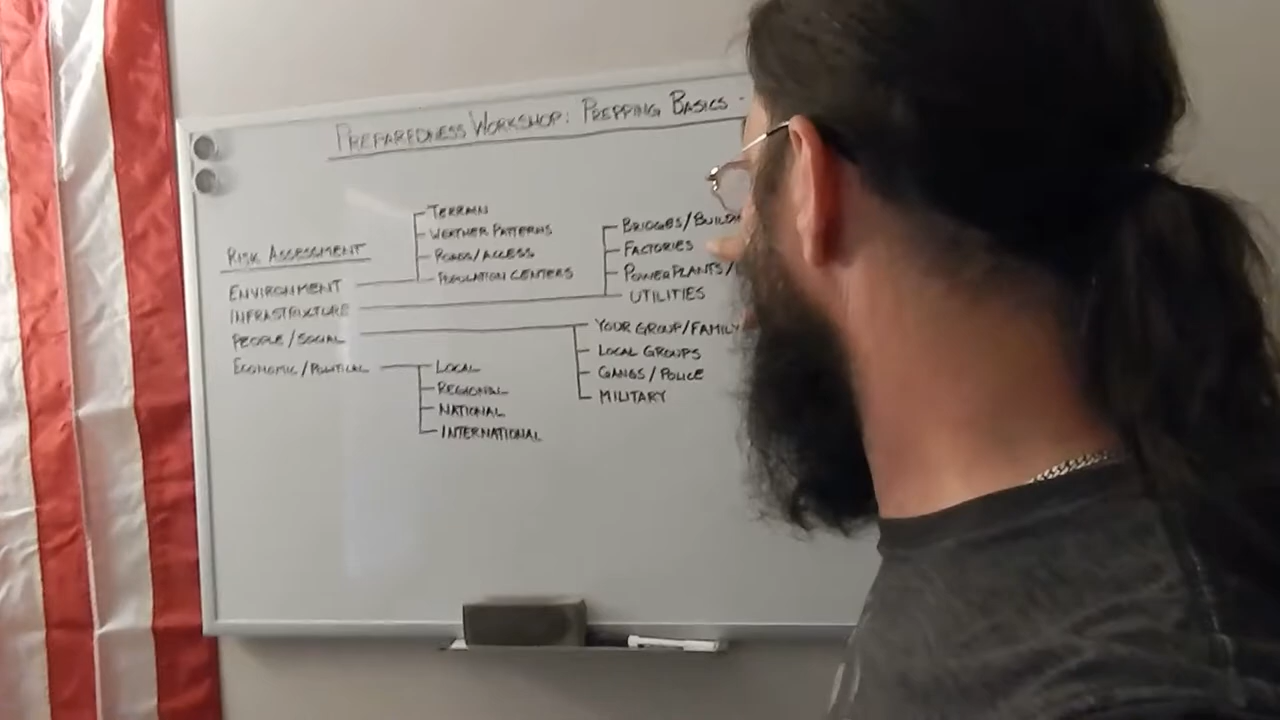 PREPAREDNESS WORKSHOP: PREPPING BASICS -
RISK ASSESSMENT
ENVIRONMENT
TERRAIN
WEATHER PATTERNS
ROADS/ACCESS
POPULATION CENTERS
INFRASTRUCTURE
BRIDGES/
FACTORIES
POWER PLANTS/
UTILITIES
PEOPLE/SOCIAL
YOUR GROUP/FAMILY
LOCAL GROUPS
GANGS/POLICE
MILITARY
ECONOMIC/POLITICAL
LOCAL
REGIONAL
NATIONAL
INTERNATIONAL